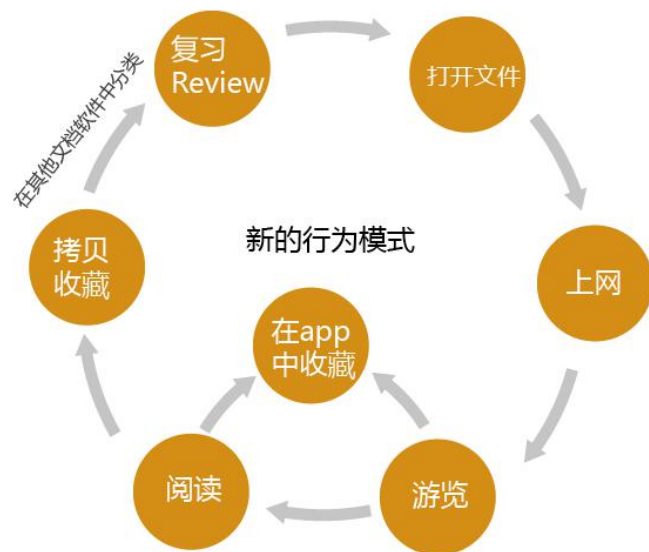 复习
Review
打开文件
在其他文档软件中分类
新的行为模式
拷贝
收藏
上网
在app
中收藏
阅读
游览